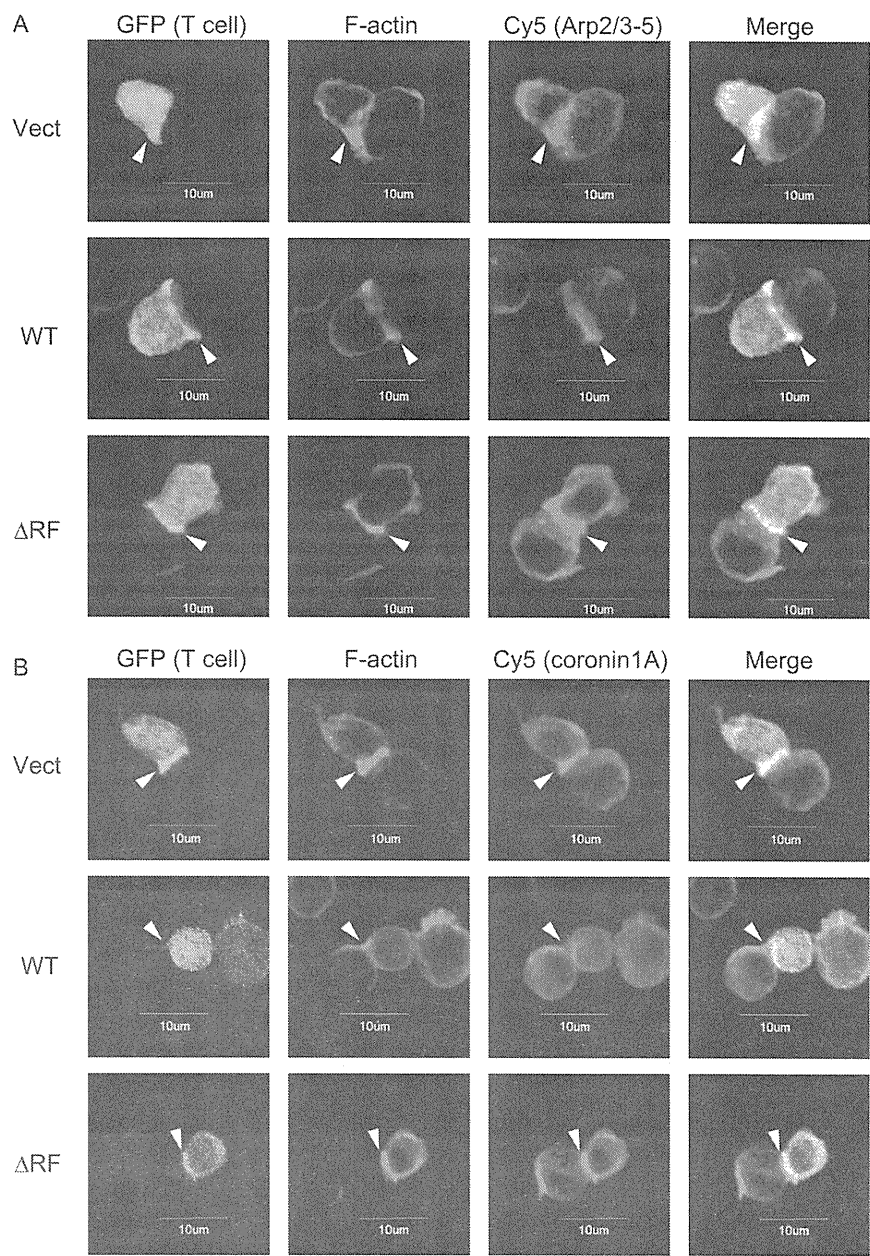 A
GFP (T cell) F-actin Cy5 (Arp2/3-5) Merge
Vect
10um 10um 10um 10um
WT
10um 10um 10um 10um
ΔRF
10um 10um 10um 10um
B
GFP (T cell) F-actin Cy5 (coronin1A) Merge
Vect
10um 10um 10um 10um
WT
10um 10um 10um 10um
ΔRF
10um 10um 10um 10um